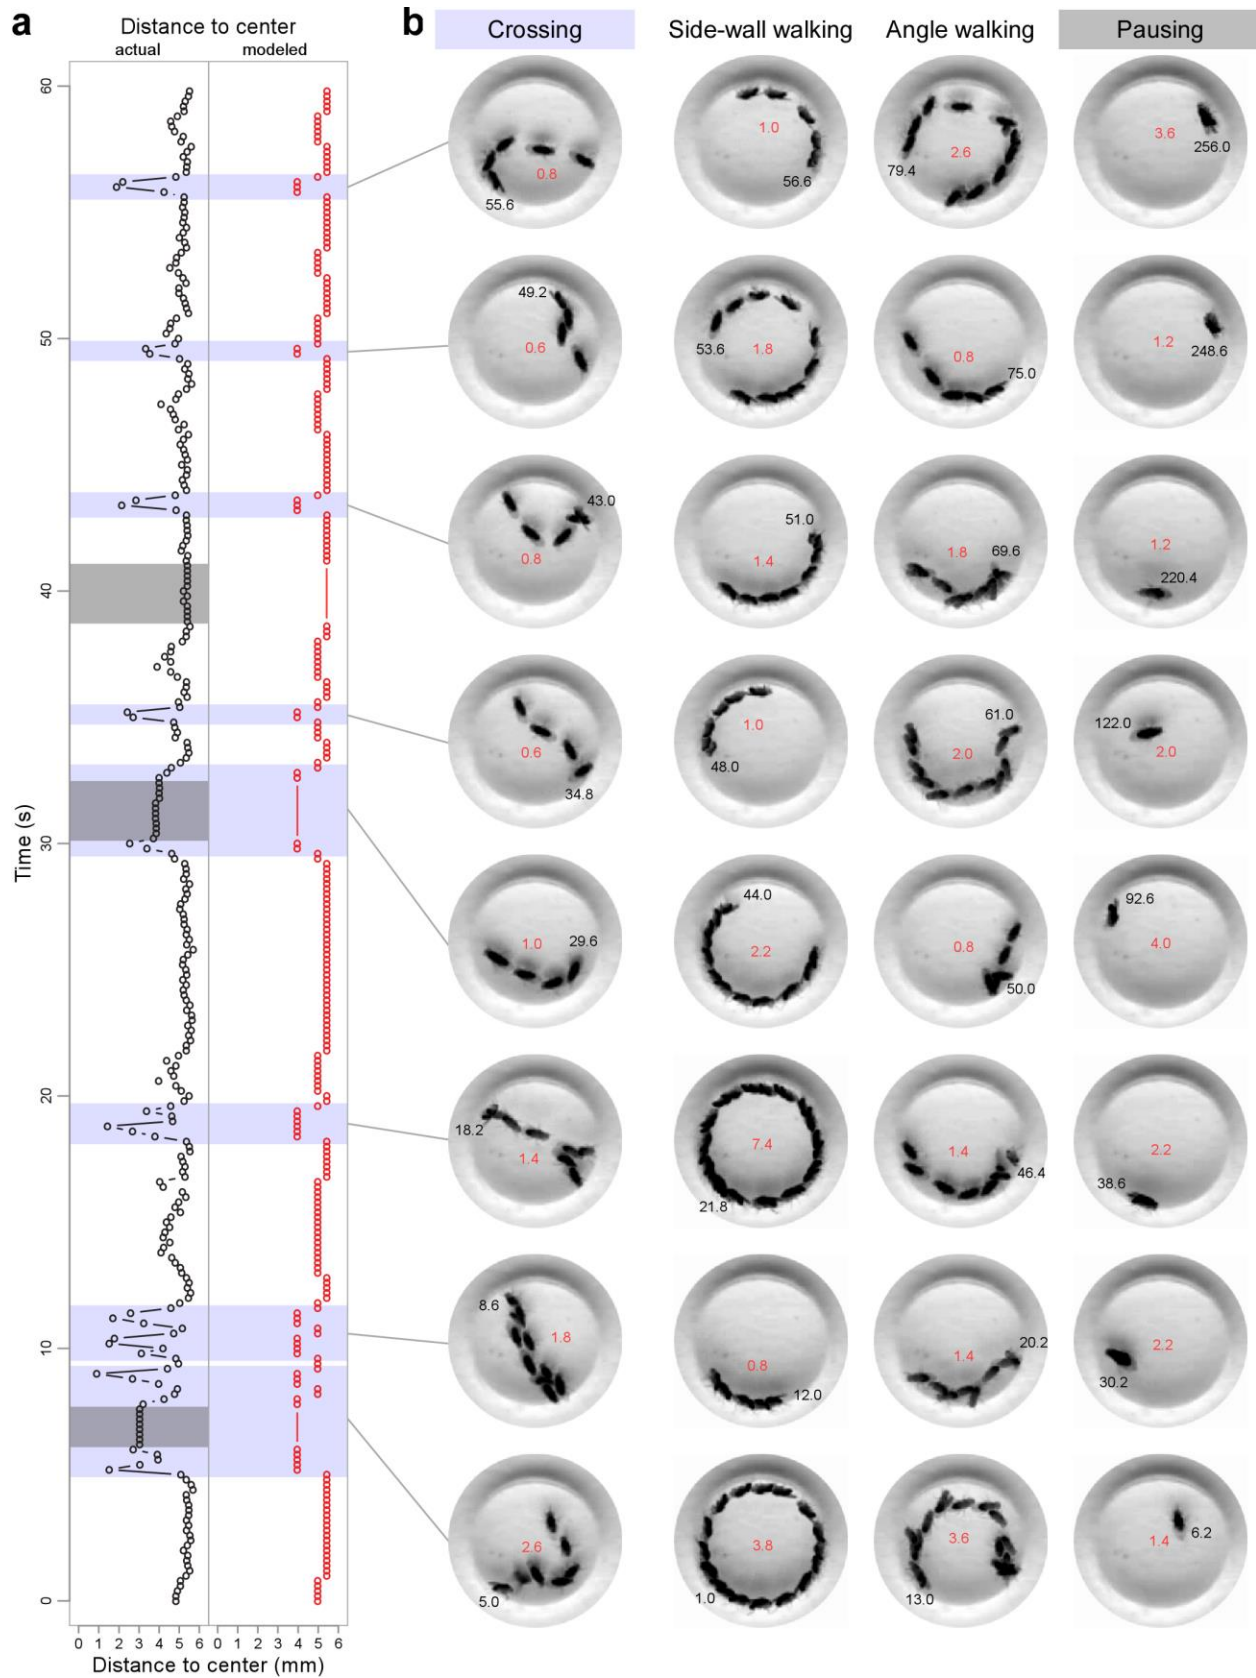 a
Distance to center
actual modeled
b
Crossing Side-wall walking Angle walking Pausing
0.8 55.6 1.0 56.6 2.6 79.4 3.6 256.0
49.2 0.6 53.6 1.8 0.8 75.0 1.2 248.6
43.0 0.8 51.0 1.4 1.8 69.6 1.2 220.4
0.6 34.8 1.0 48.0 61.0 2.0 122.0 2.0
1.0 29.6 44.0 2.2 0.8 50.0 92.6 4.0
18.2 1.4 7.4 21.8 1.4 46.4 2.2 38.6
8.6 1.8 0.8 12.0 20.2 1.4 2.2 30.2
2.6 5.0 3.8 1.0 3.6 13.0 1.4 6.2
60
50
40
30
20
10
0
Time (s)
0 1 2 3 4 5 6 0 1 2 3 4 5 6
Distance to center (mm)